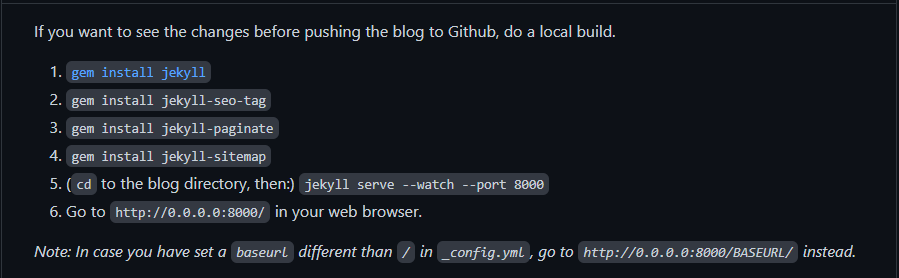 If you want to see the changes before pushing the blog to Github, do a local build.
1. gem install jekyll
2. gem install jekyll-seo-tag
3. gem install jekyll-paginate
4. gem install jekyll-sitemap
5. (cd to the blog directory, then:) jekyll serve --watch --port 8000
6. Go to http://0.0.0.0:8000/ in your web browser.
Note: In case you have set a baseurl different than / in _config.yml, go to http://0.0.0.0:8000/BASEURL/ instead.